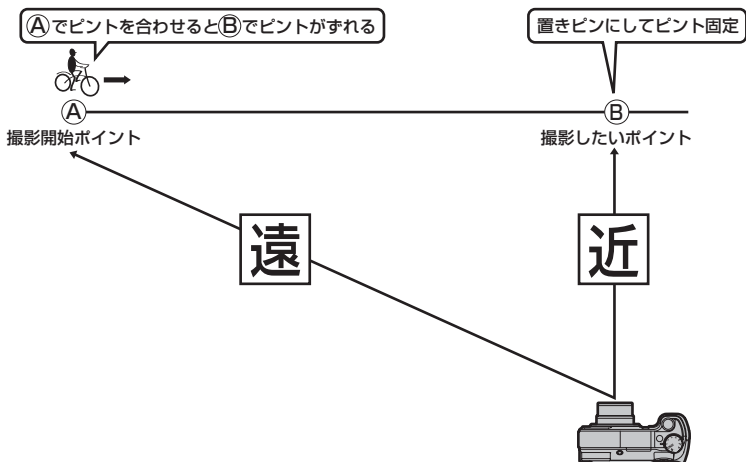 Ⓐでピントを合わせるとⒷでピントがずれる
置きピンにしてピント固定
Ⓐ
Ⓑ
撮影開始ポイント
撮影したいポイント
遠
近